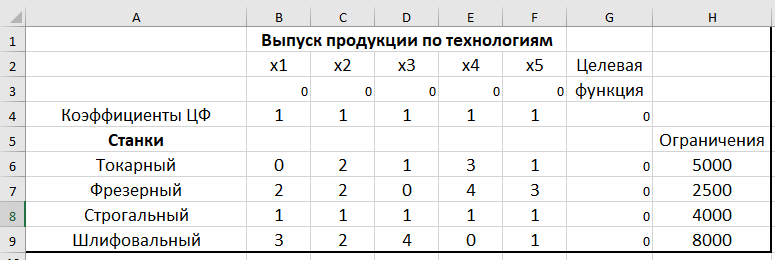 A B C D E F G H
1 Выпуск продукции по технологиям
2 x1 x2 x3 x4 x5 Целевая
3 0 0 0 0 0 функция
4 Коэффициенты ЦФ 1 1 1 1 1 0
5 Станки Ограничения
6 Токарный 0 2 1 3 1 0 5000
7 Фрезерный 2 2 0 4 3 0 2500
8 Строгальный 1 1 1 1 1 0 4000
9 Шлифовальный 3 2 4 0 1 0 8000